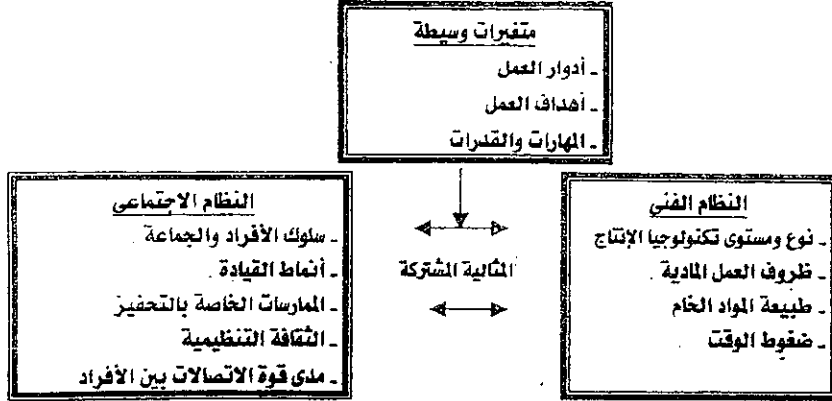 متغيرات وسيطة
ـ أدوار العمل
ـ أهداف العمل
ـ المهارات والقدرات
النظام الفني
ـ نوع ومستوى تكنولوجيا الإنتاج
ـ ظروف العمل المادية
ـ طبيعة المواد الخام
ـ ضغوط الوقت
المثالية المشتركة
النظام الاجتماعى
ـ سلوك الأفراد والجماعة
ـ أنماط القيادة
ـ الممارسات الخاصة بالتحفيز
ـ الثقافة التنظيمية
ـ مدى قوة الاتصالات بين الأفراد